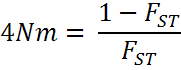 4Nm = 1 − F_ST / F_ST